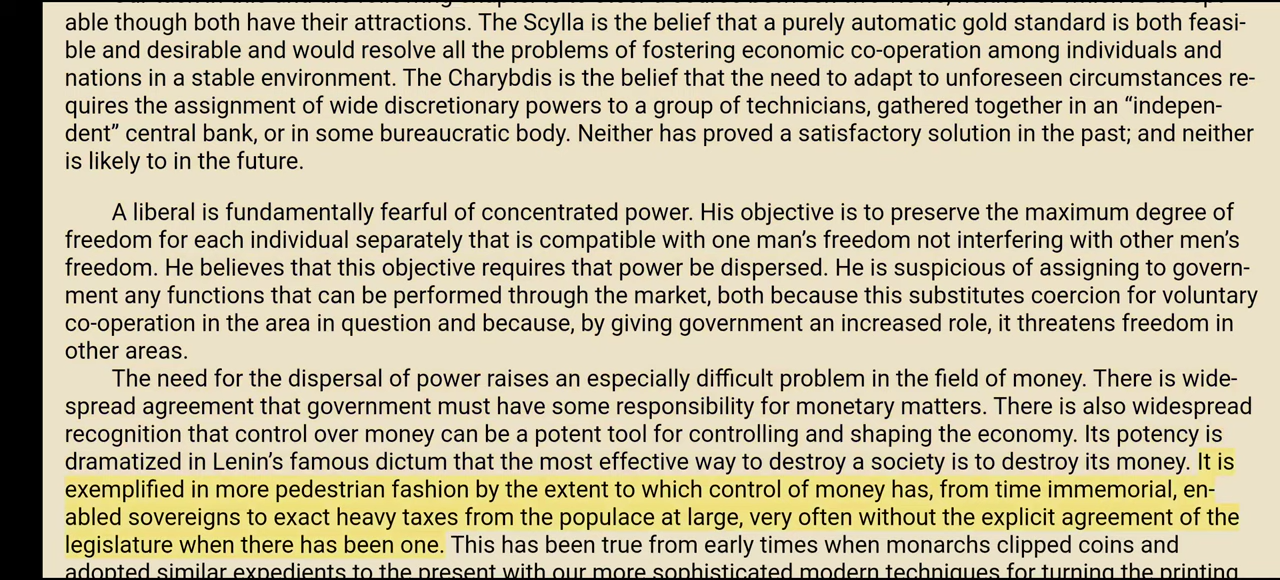 able though both have their attractions. The Scylla is the belief that a purely automatic gold standard is both feasi-
ble and desirable and would resolve all the problems of fostering economic co-operation among individuals and
nations in a stable environment. The Charybdis is the belief that the need to adapt to unforeseen circumstances re-
quires the assignment of wide discretionary powers to a group of technicians, gathered together in an “indepen-
dent” central bank, or in some bureaucratic body. Neither has proved a satisfactory solution in the past; and neither
is likely to in the future.
A liberal is fundamentally fearful of concentrated power. His objective is to preserve the maximum degree of
freedom for each individual separately that is compatible with one man’s freedom not interfering with other men’s
freedom. He believes that this objective requires that power be dispersed. He is suspicious of assigning to govern-
ment any functions that can be performed through the market, both because this substitutes coercion for voluntary
co-operation in the area in question and because, by giving government an increased role, it threatens freedom in
other areas.
The need for the dispersal of power raises an especially difficult problem in the field of money. There is wide-
spread agreement that government must have some responsibility for monetary matters. There is also widespread
recognition that control over money can be a potent tool for controlling and shaping the economy. Its potency is
dramatized in Lenin’s famous dictum that the most effective way to destroy a society is to destroy its money. It is
exemplified in more pedestrian fashion by the extent to which control of money has, from time immemorial, en-
abled sovereigns to exact heavy taxes from the populace at large, very often without the explicit agreement of the
legislature when there has been one. This has been true from early times when monarchs clipped coins and
adopted similar expedients to the present with our more sophisticated modern techniques for turning the printing